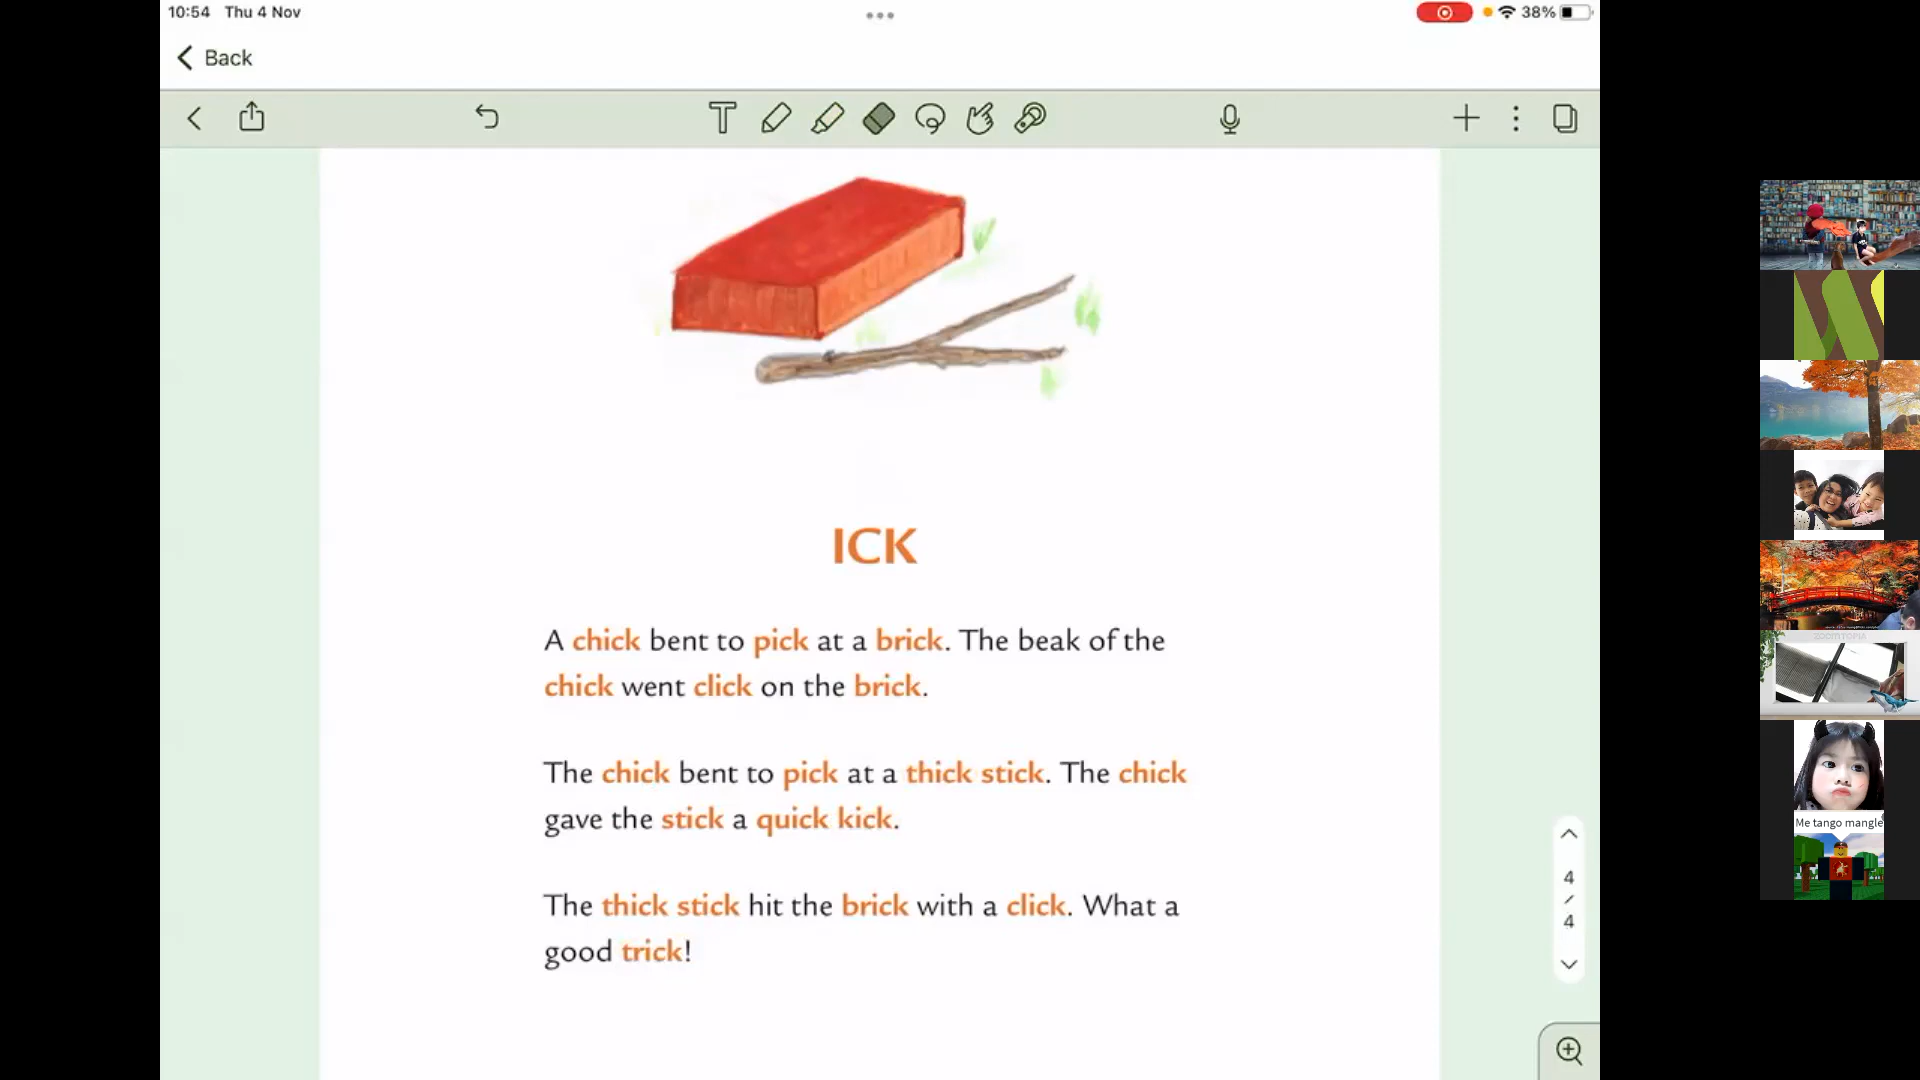 10:54 Thu 4 Nov
38%
Back
ICK
A chick bent to pick at a brick. The beak of the
chick went click on the brick.
The chick bent to pick at a thick stick. The chick
gave the stick a quick kick.
The thick stick hit the brick with a click. What a
good trick!
4
/
4
ZOOMTOPIA
Me tango mangle